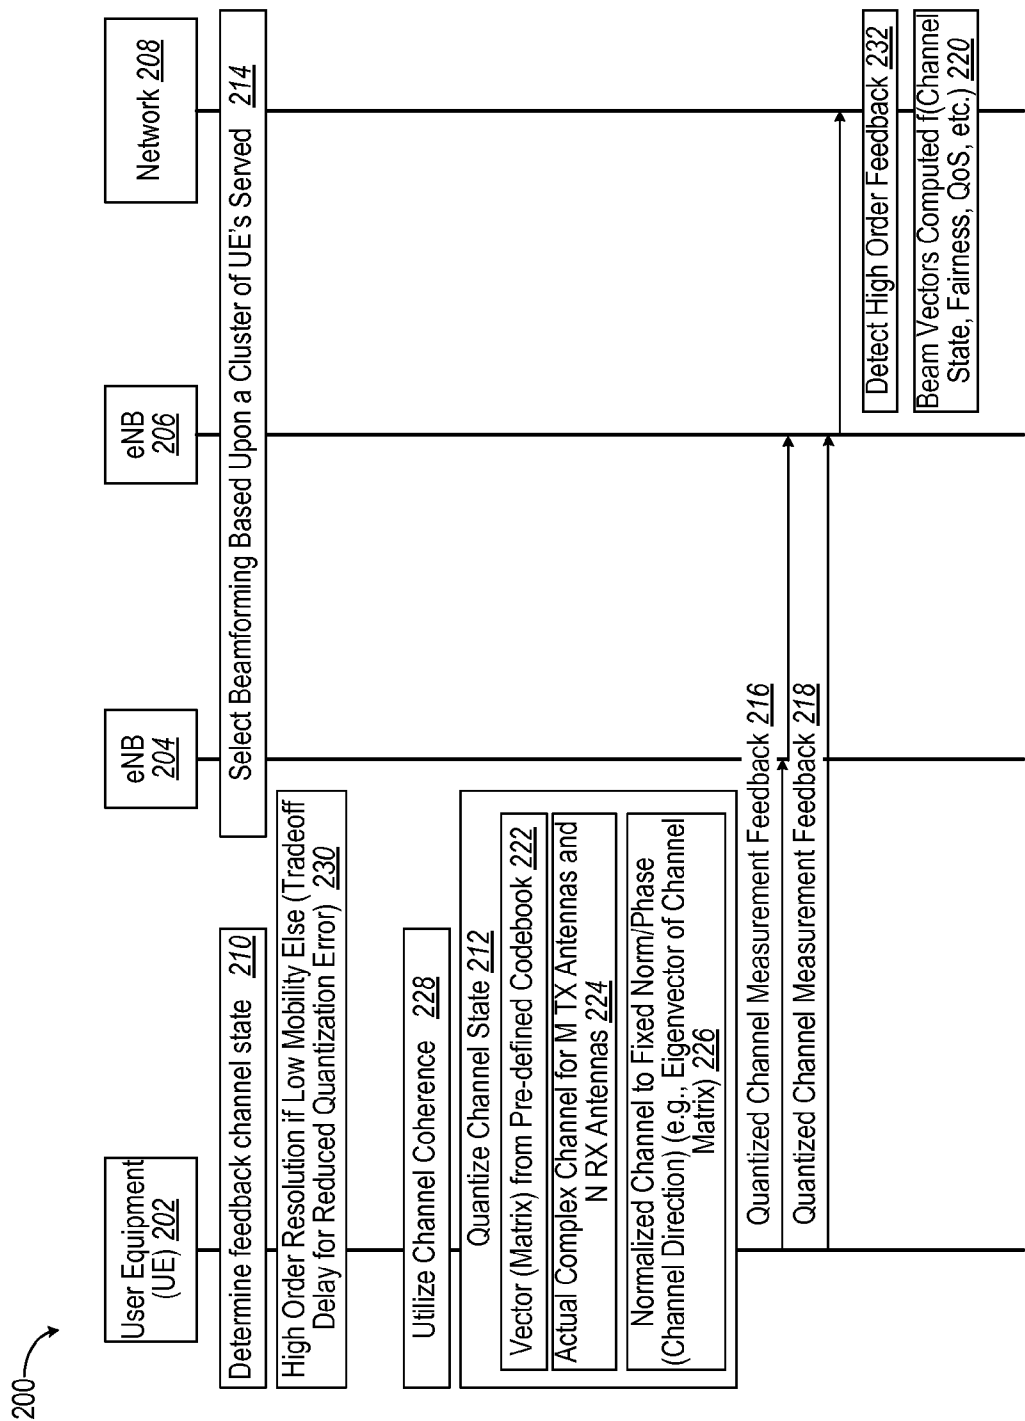 200
User Equipment
(UE) 202
eNB
204
eNB
206
Network 208
Determine feedback channel state 210
Select Beamforming Based Upon a Cluster of UE's Served 214
High Order Resolution if Low Mobility Else (Tradeoff
Delay for Reduced Quantization Error) 230
Utilize Channel Coherence 228
Quantize Channel State 212
Vector (Matrix) from Pre-defined Codebook 222
Actual Complex Channel for M TX Antennas and
N RX Antennas 224
Normalized Channel to Fixed Norm/Phase
(Channel Direction) (e.g., Eigenvector of Channel
Matrix) 226
Quantized Channel Measurement Feedback 216
Quantized Channel Measurement Feedback 218
Detect High Order Feedback 232
Beam Vectors Computed f(Channel
State, Fairness, QoS, etc.) 220